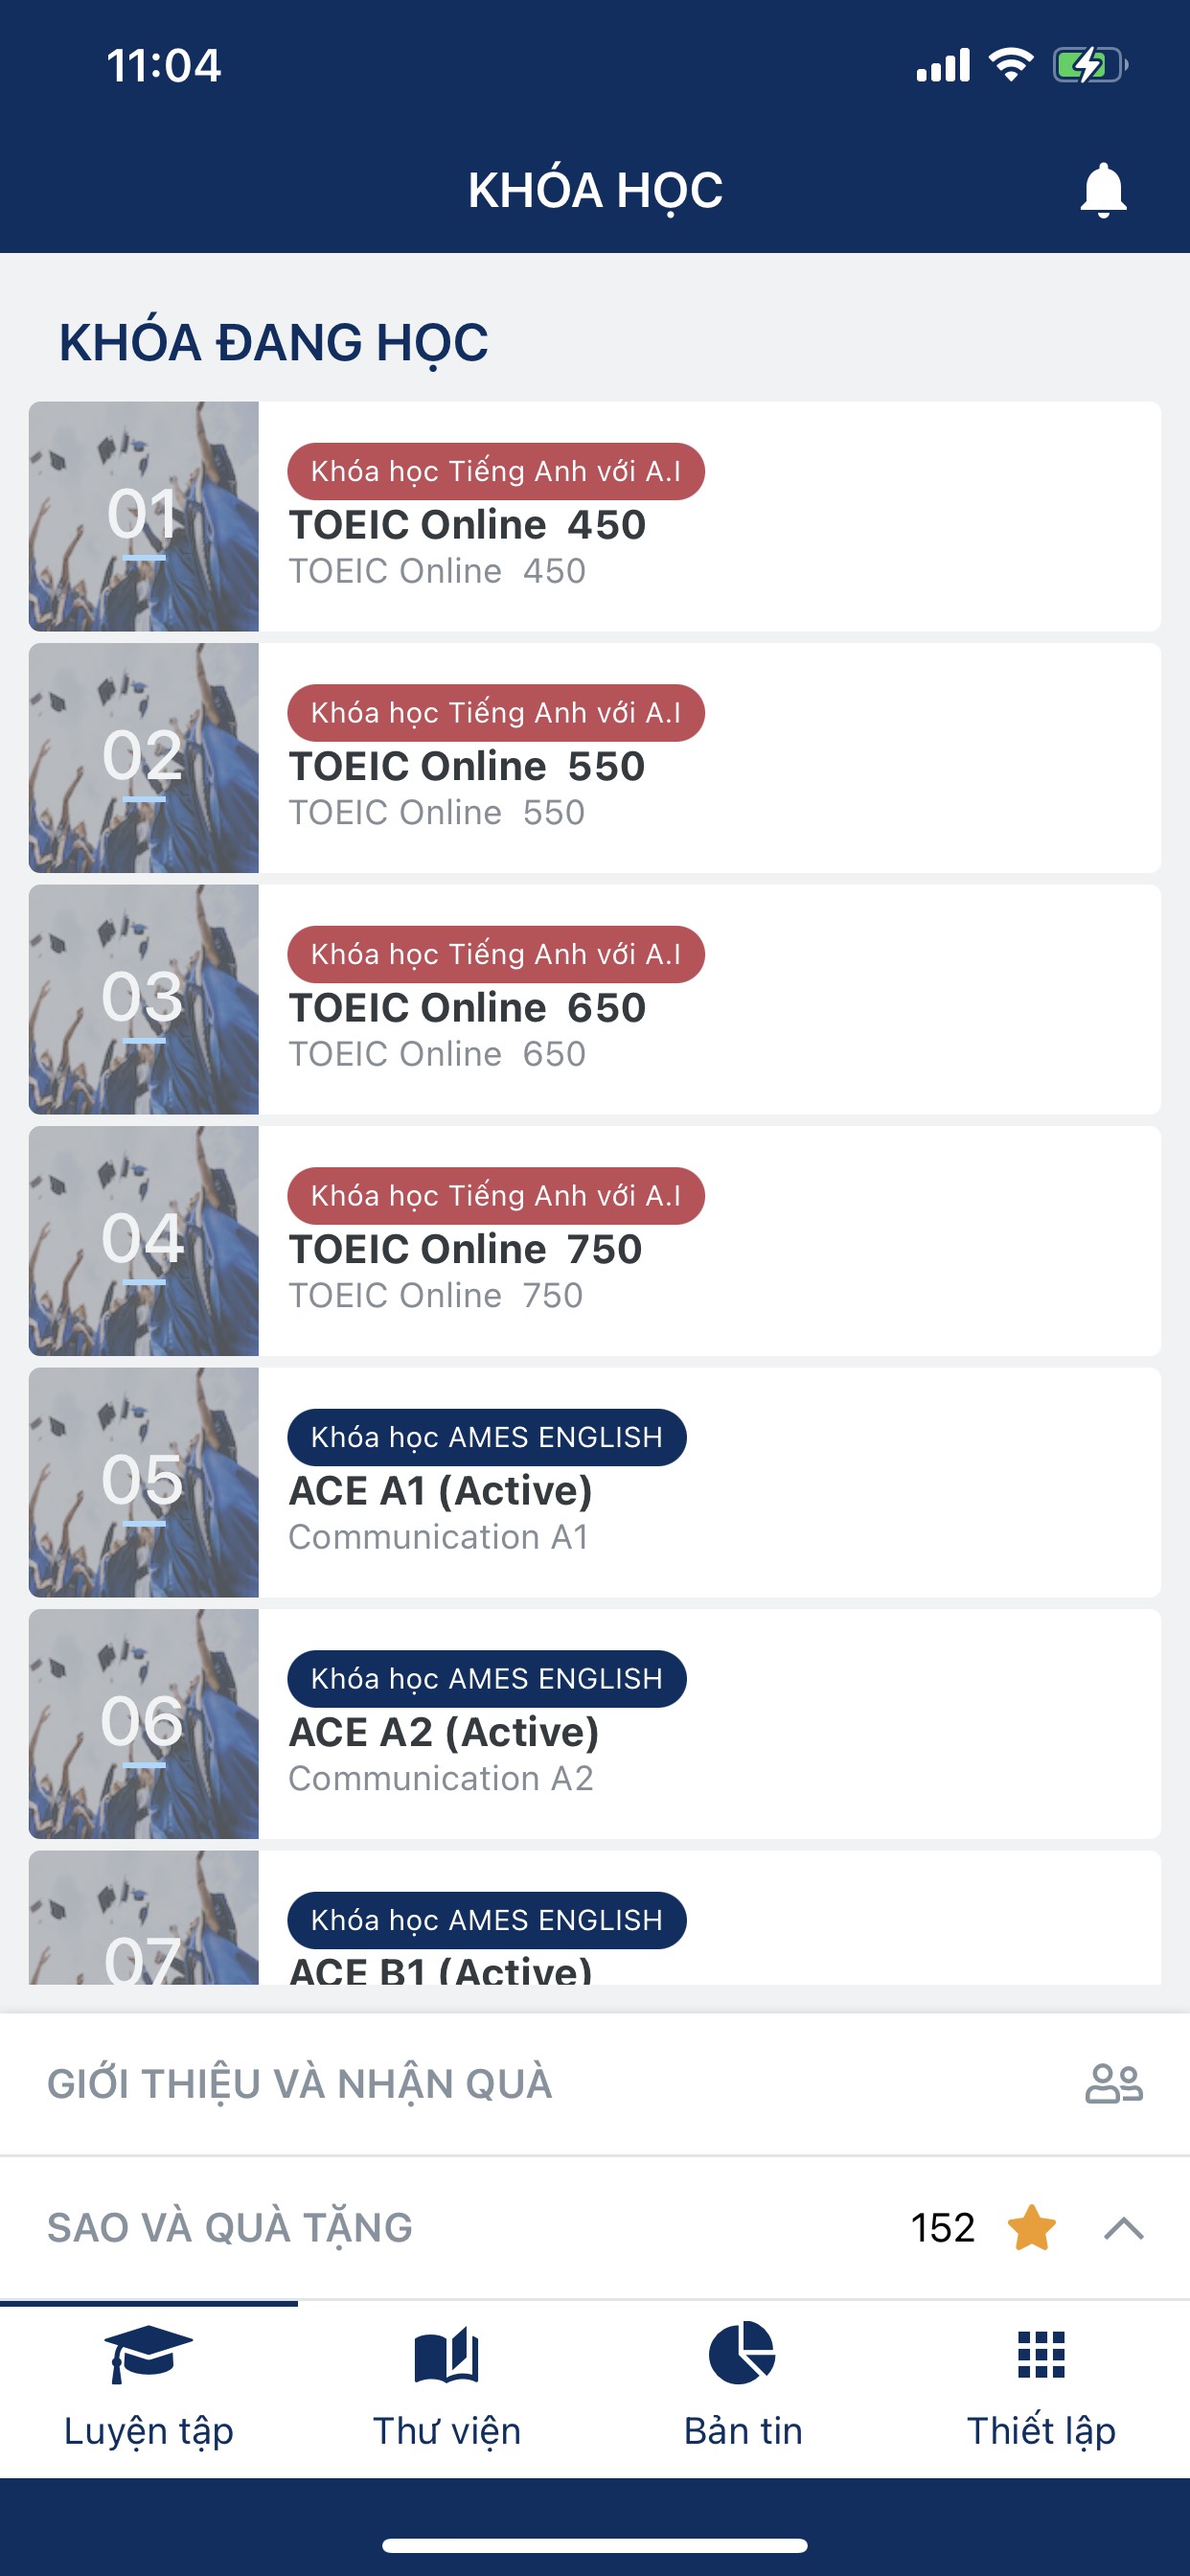 11:04
KHÓA HỌC
KHÓA ĐANG HỌC
01
Khóa học Tiếng Anh với A.I
TOEIC Online 450
TOEIC Online 450
02
Khóa học Tiếng Anh với A.I
TOEIC Online 550
TOEIC Online 550
03
Khóa học Tiếng Anh với A.I
TOEIC Online 650
TOEIC Online 650
04
Khóa học Tiếng Anh với A.I
TOEIC Online 750
TOEIC Online 750
05
Khóa học AMES ENGLISH
ACE A1 (Active)
Communication A1
06
Khóa học AMES ENGLISH
ACE A2 (Active)
Communication A2
07
Khóa học AMES ENGLISH
ACE B1 (Active)
GIỚI THIỆU VÀ NHẬN QUÀ
SAO VÀ QUÀ TẶNG 152
Luyện tập Thư viện Bản tin Thiết lập